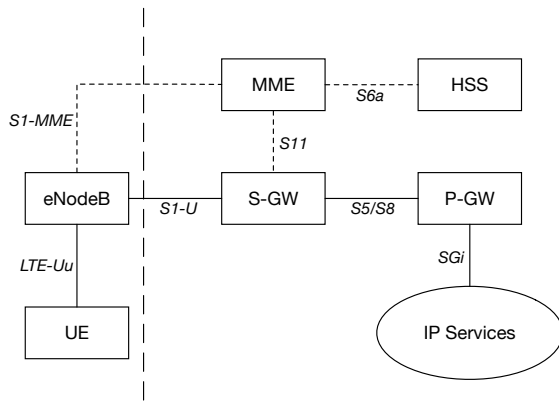 MME
S6a
HSS
S1-MME
S11
eNodeB
S1-U
S-GW
S5/S8
P-GW
LTE-Uu
SGi
UE
IP Services